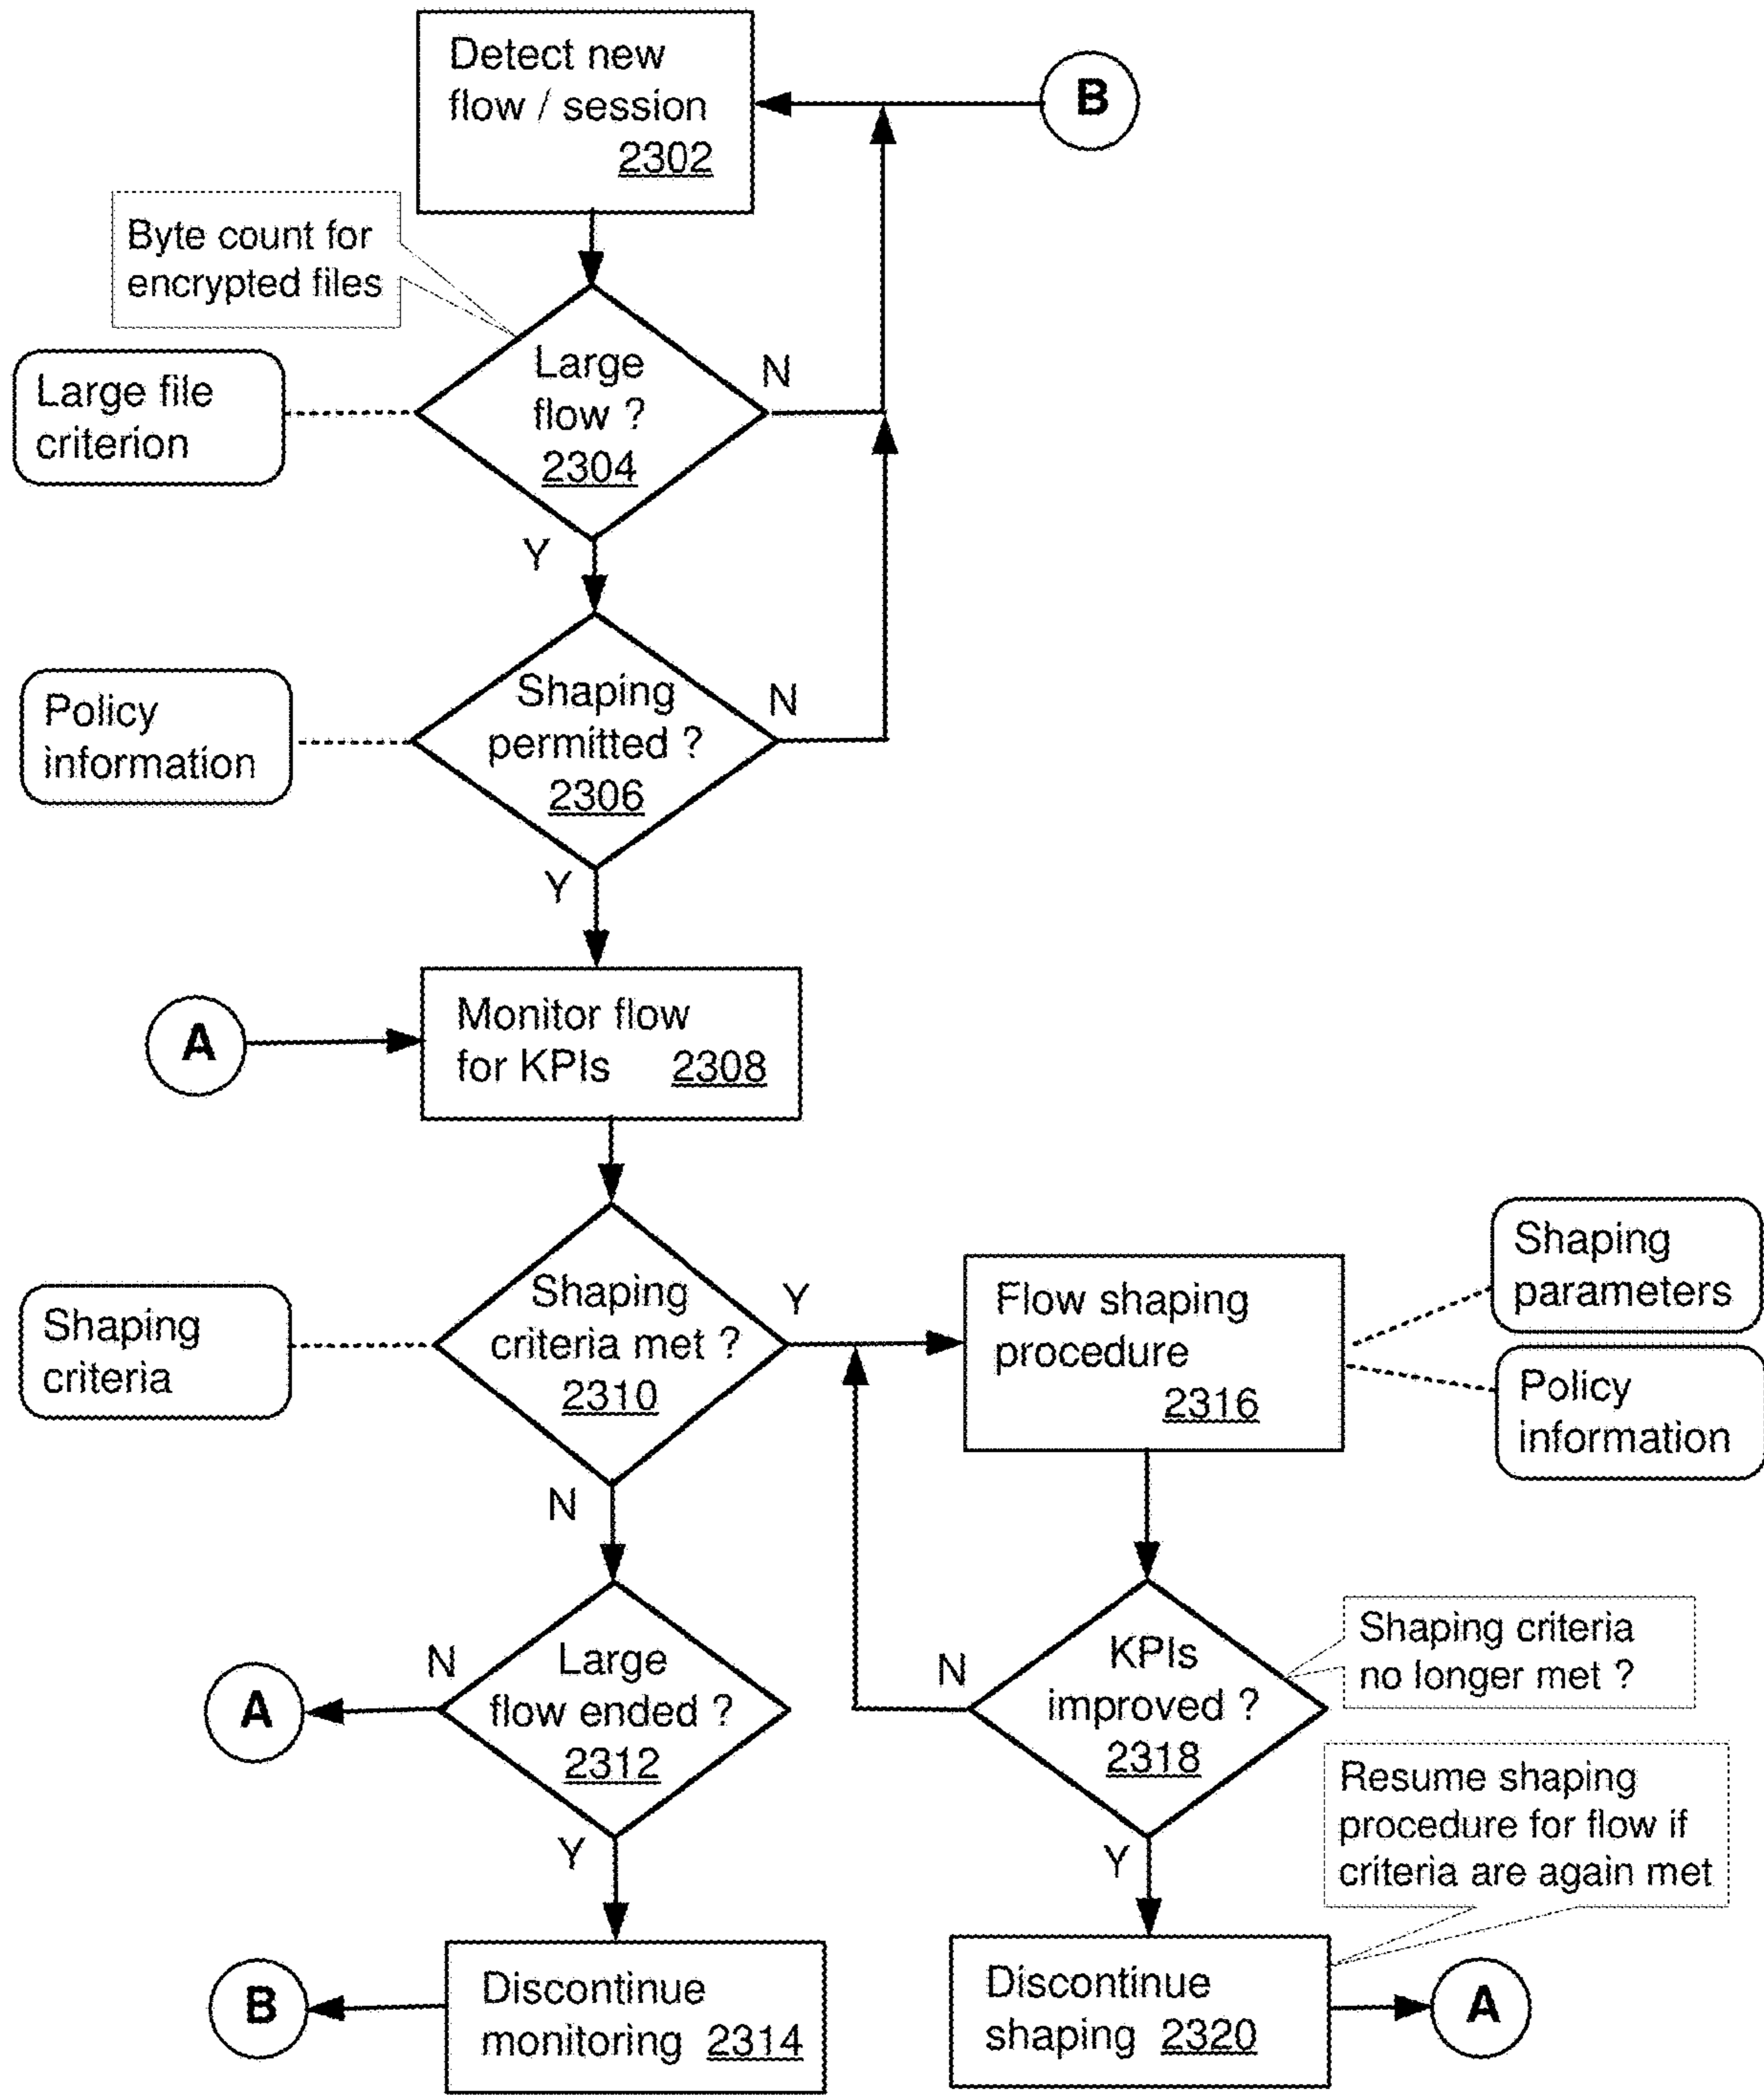 Detect new
flow / session
2302
B
Byte count for
encrypted files
Large file
criterion
Large
flow ?
2304
N
Y
Policy
information
Shaping
permitted ?
2306
N
Y
A
Monitor flow
for KPIs 2308
Shaping
criteria
Shaping
criteria met ?
2310
Y
N
Flow shaping
procedure
2316
Shaping
parameters
Policy
information
Large
flow ended ?
2312
N
A
Y
KPIs
improved ?
2318
N
Y
Shaping criteria
no longer met ?
Resume shaping
procedure for flow if
criteria are again met
B
Discontinue
monitoring 2314
Discontinue
shaping 2320
A